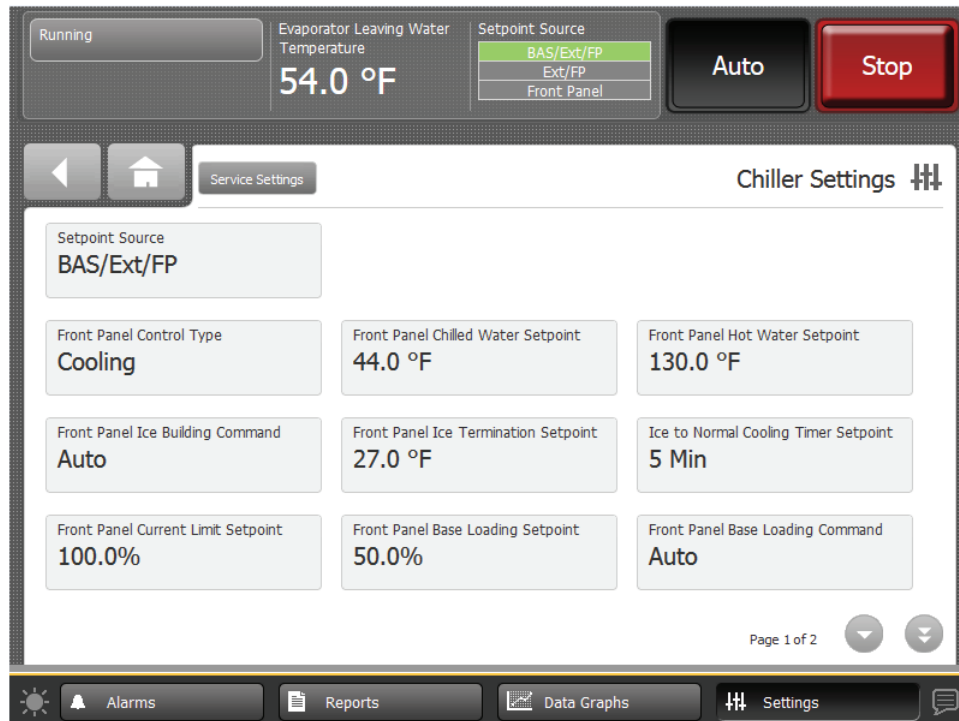 Running
Evaporator Leaving Water
Temperature
54.0 °F
Setpoint Source
BAS/Ext/FP
Ext/FP
Front Panel
Auto
Stop
Service Settings
Chiller Settings
Setpoint Source
BAS/Ext/FP
Front Panel Control Type
Cooling
Front Panel Chilled Water Setpoint
44.0 °F
Front Panel Hot Water Setpoint
130.0 °F
Front Panel Ice Building Command
Auto
Front Panel Ice Termination Setpoint
27.0 °F
Ice to Normal Cooling Timer Setpoint
5 Min
Front Panel Current Limit Setpoint
100.0%
Front Panel Base Loading Setpoint
50.0%
Front Panel Base Loading Command
Auto
Page 1 of 2
Alarms
Reports
Data Graphs
Settings